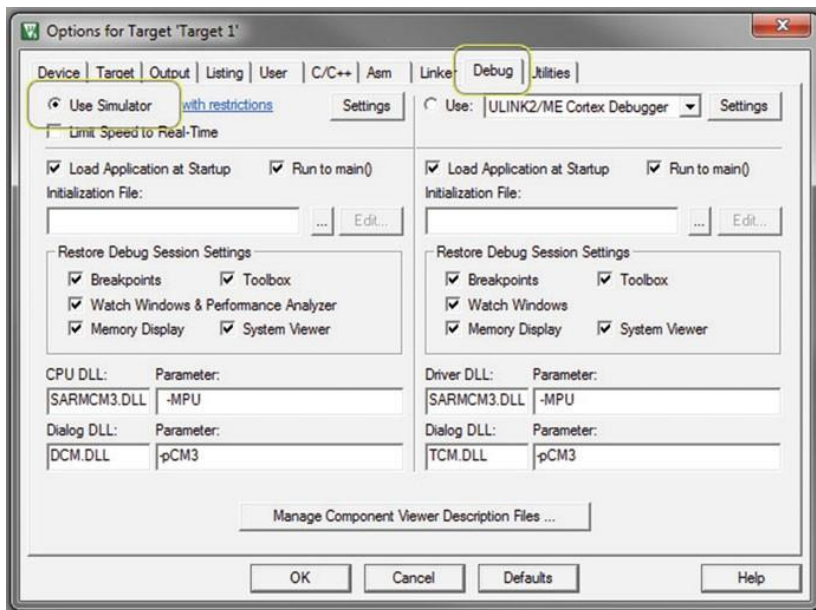 Options for Target 'Target 1'
Device Target Output Listing User C/C++ Asm Linker Debug Utilities
Use Simulator with restrictions Settings
Limit Speed to Real-Time
Use: ULINK2/ME Cortex Debugger Settings
Load Application at Startup Run to main()
Initialization File:
... Edit...
Restore Debug Session Settings
Breakpoints Toolbox
Watch Windows & Performance Analyzer
Memory Display System Viewer
CPU DLL: Parameter:
SARMCM3.DLL -MPU
Dialog DLL: Parameter:
DCM.DLL -pCM3
Load Application at Startup Run to main()
Initialization File:
... Edit...
Restore Debug Session Settings
Breakpoints Toolbox
Watch Windows
Memory Display System Viewer
Driver DLL: Parameter:
SARMCM3.DLL -MPU
Dialog DLL: Parameter:
TCM.DLL -pCM3
Manage Component Viewer Description Files ...
OK Cancel Defaults Help